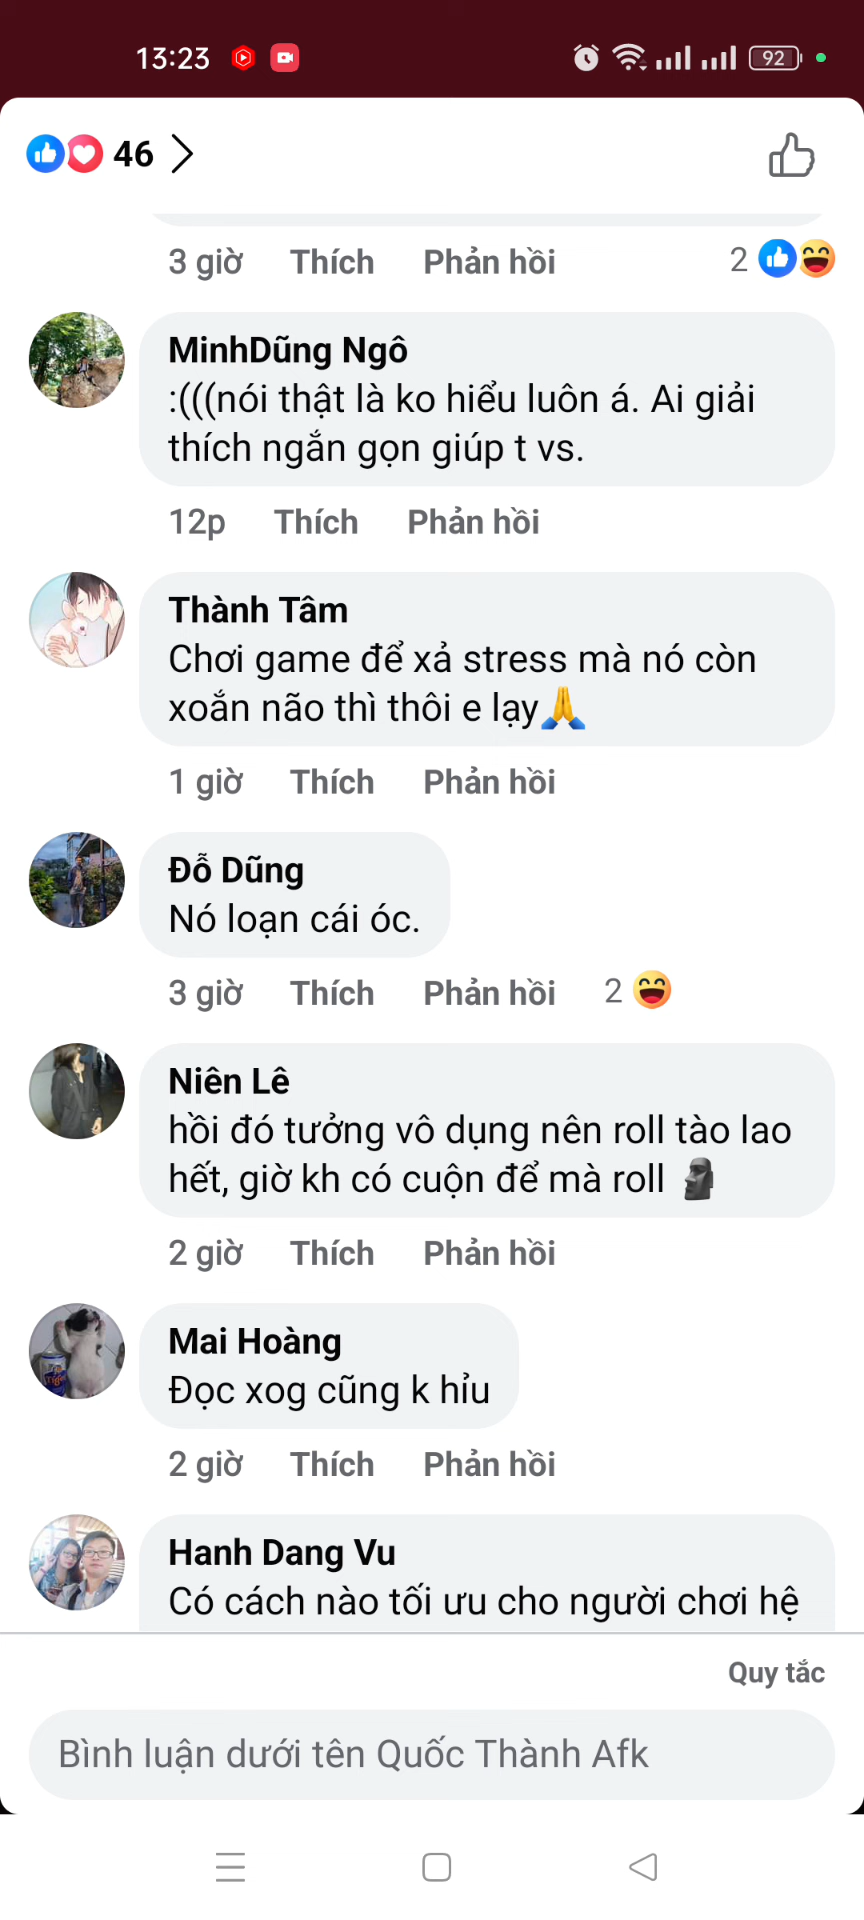 13:23
92
46
3 giờ Thích Phản hồi 2
MinhDũng Ngô
:(((nói thật là ko hiểu luôn á. Ai giải
thích ngắn gọn giúp t vs.
12p Thích Phản hồi
Thành Tâm
Chơi game để xả stress mà nó còn
xoắn não thì thôi e lạy🙏
1 giờ Thích Phản hồi
Đỗ Dũng
Nó loạn cái óc.
3 giờ Thích Phản hồi 2
Niên Lê
hồi đó tưởng vô dụng nên roll tào lao
hết, giờ kh có cuộn để mà roll 🗿
2 giờ Thích Phản hồi
Mai Hoàng
Đọc xog cũng k hỉu
2 giờ Thích Phản hồi
Hanh Dang Vu
Có cách nào tối ưu cho người chơi hệ
Quy tắc
Bình luận dưới tên Quốc Thành Afk